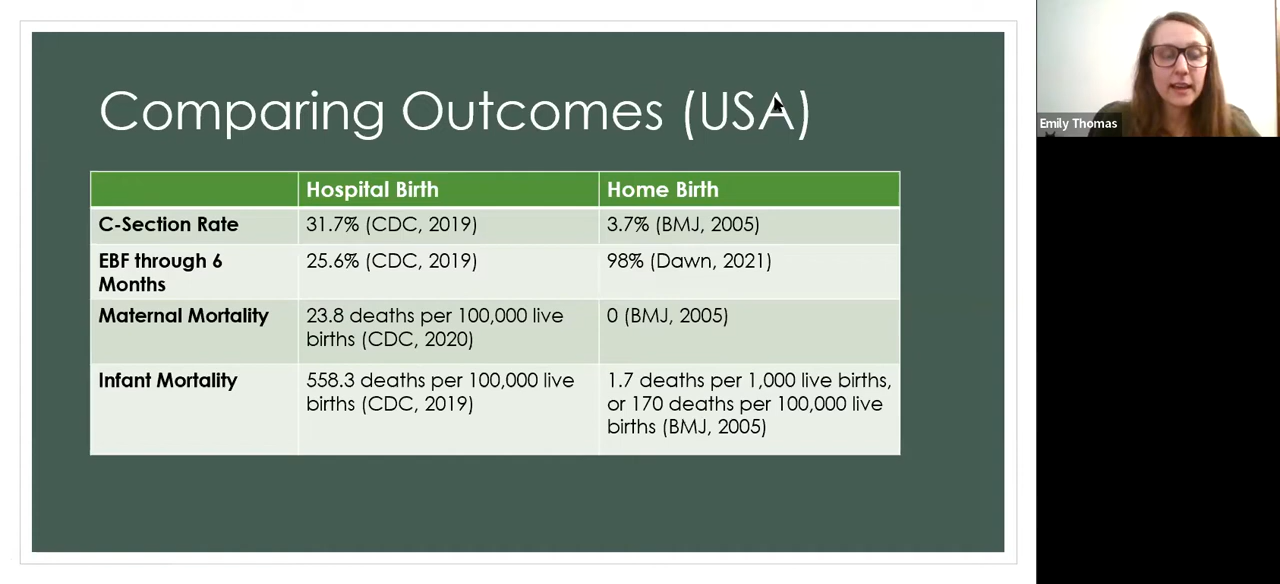 Comparing Outcomes (USA)
Hospital Birth
Home Birth
C-Section Rate
31.7% (CDC, 2019)
3.7% (BMJ, 2005)
EBF through 6
Months
25.6% (CDC, 2019)
98% (Dawn, 2021)
Maternal Mortality
23.8 deaths per 100,000 live
births (CDC, 2020)
0 (BMJ, 2005)
Infant Mortality
558.3 deaths per 100,000 live
births (CDC, 2019)
1.7 deaths per 1,000 live births,
or 170 deaths per 100,000 live
births (BMJ, 2005)
Emily Thomas